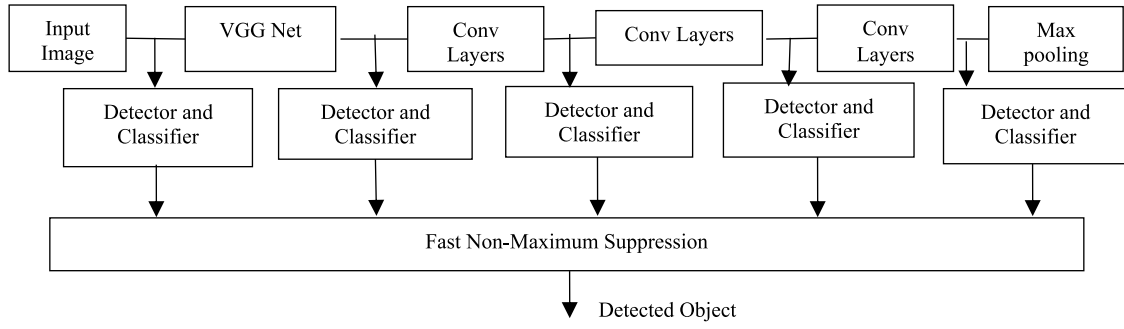 Input
Image
VGG Net
Conv
Layers
Conv Layers
Conv
Layers
Max
pooling
Detector and
Classifier
Detector and
Classifier
Detector and
Classifier
Detector and
Classifier
Detector and
Classifier
Fast Non-Maximum Suppression
Detected Object